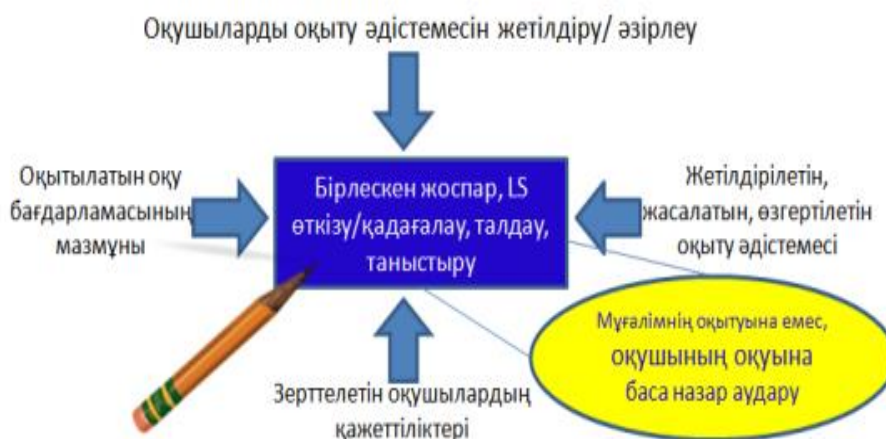 Оқушыларды оқыту әдістемесін жетілдіру/ әзірлеу
Оқытылатын оқу
бағдарламасының
мазмұны
Бірлескен жоспар, LS
өткізу/қадағалау, талдау,
таныстыру
Жетілдірілетін,
жасалатын, өзгертілетін
оқыту әдістемесі
Мұғалімнің оқытуына емес,
оқушының оқуына
баса назар аудару
Зерттелетін оқушылардың
қажеттіліктері